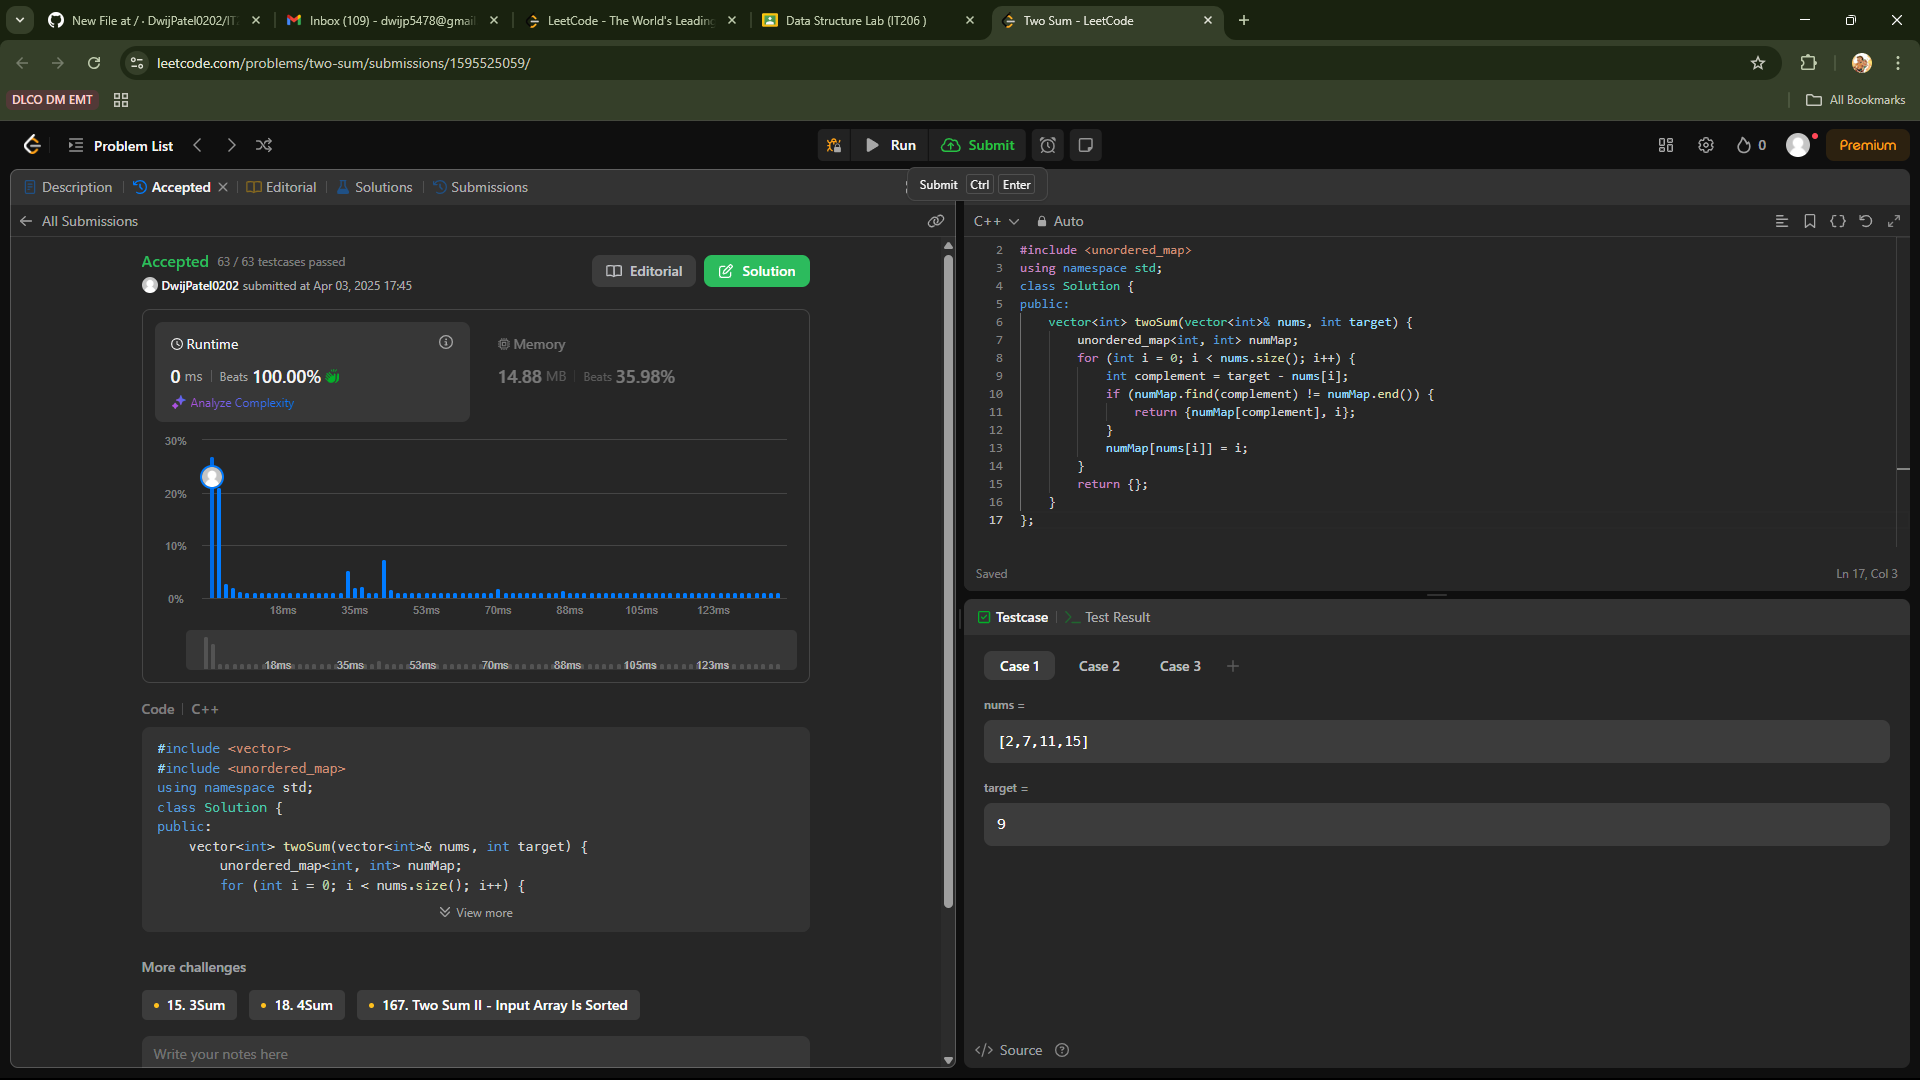 New File at / · DwijPatel0202/IT2
Inbox (109) - dwijp5478@gmai
LeetCode - The World's Leading
Data Structure Lab (IT206 )
Two Sum - LeetCode
leetcode.com/problems/two-sum/submissions/1595525059/
DLCO DM EMT
All Bookmarks
Problem List
Run
Submit
0
Premium
Description
Accepted
Editorial
Solutions
Submissions
Submit Ctrl Enter
All Submissions
Accepted 63 / 63 testcases passed
DwijPatel0202 submitted at Apr 03, 2025 17:45
Editorial
Solution
Runtime
0 ms | Beats 100.00%
Analyze Complexity
Memory
14.88 MB | Beats 35.98%
30%
20%
10%
0%
18ms 35ms 53ms 70ms 88ms 105ms 123ms
18ms 35ms 53ms 70ms 88ms 105ms 123ms
Code | C++
#include <vector>
#include <unordered_map>
using namespace std;
class Solution {
public:
    vector<int> twoSum(vector<int>& nums, int target) {
        unordered_map<int, int> numMap;
        for (int i = 0; i < nums.size(); i++) {
View more
More challenges
15. 3Sum
18. 4Sum
167. Two Sum II - Input Array Is Sorted
Write your notes here
C++
Auto
2 #include <unordered_map>
3 using namespace std;
4 class Solution {
5 public:
6     vector<int> twoSum(vector<int>& nums, int target) {
7         unordered_map<int, int> numMap;
8         for (int i = 0; i < nums.size(); i++) {
9             int complement = target - nums[i];
10             if (numMap.find(complement) != numMap.end()) {
11                 return {numMap[complement], i};
12             }
13             numMap[nums[i]] = i;
14         }
15         return {};
16     }
17 };
Saved
Ln 17, Col 3
Testcase
>_ Test Result
Case 1
Case 2
Case 3
+
nums =
[2,7,11,15]
target =
9
</> Source